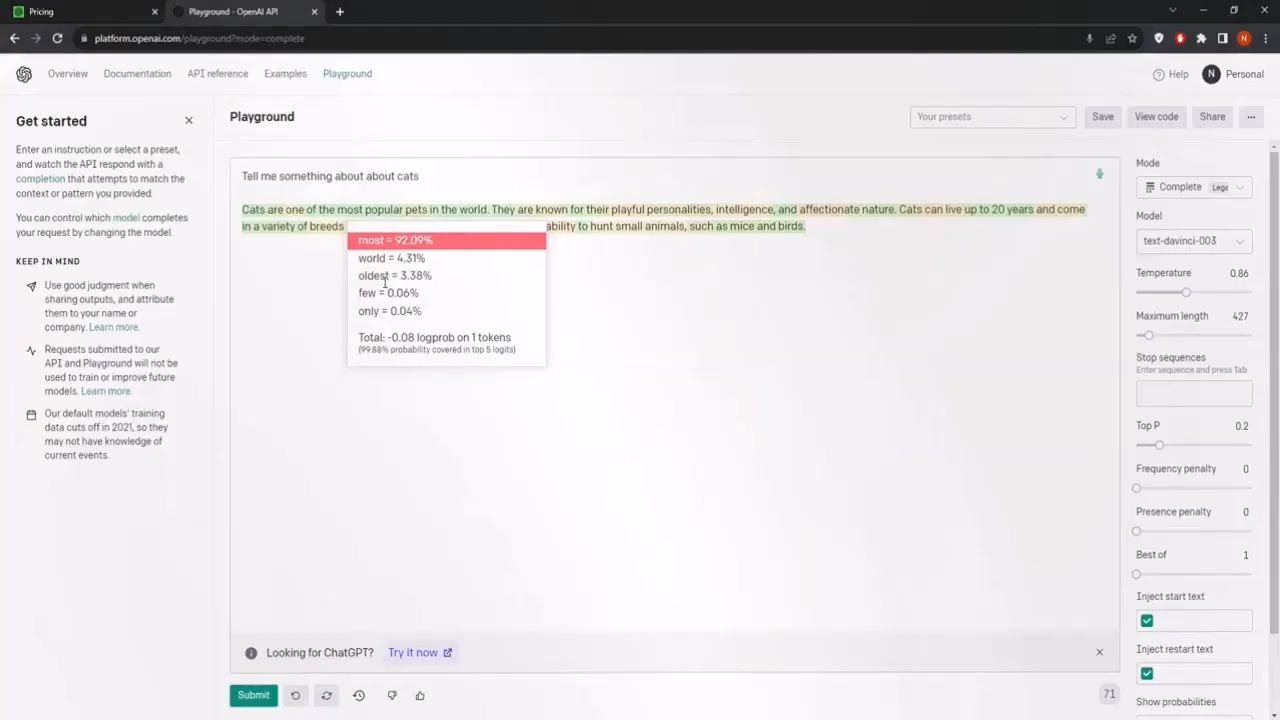 Pricing
Playground - OpenAI API
platform.openai.com/playground?mode=complete
N
Overview
Documentation
API reference
Examples
Playground
Help
N
Personal
Get started
Enter an instruction or select a preset,
and watch the API respond with a
completion that attempts to match the
context or pattern you provided.
You can control which model completes
your request by changing the model.
KEEP IN MIND
Use good judgment when
sharing outputs, and attribute
them to your name or
company. Learn more.
Requests submitted to our
API and Playground will not be
used to train or improve future
models. Learn more.
Our default models' training
data cuts off in 2021, so they
may not have knowledge of
current events.
Playground
Your presets
Save
View code
Share
...
Tell me something about about cats
Cats are one of the most popular pets in the world. They are known for their playful personalities, intelligence, and affectionate nature. Cats can live up to 20 years and come
in a variety of breeds
ability to hunt small animals, such as mice and birds.
most = 92.09%
world = 4.31%
oldest = 3.38%
few = 0.06%
only = 0.04%
Total: -0.08 logprob on 1 tokens
(99.88% probability covered in top 5 logits)
Looking for ChatGPT? Try it now
Submit
71
Mode
Complete Lega
Model
text-davinci-003
Temperature 0.86
Maximum length 427
Stop sequences
Enter sequence and press Tab
Top P 0.2
Frequency penalty 0
Presence penalty 0
Best of 1
Inject start text
Inject restart text
Show probabilities